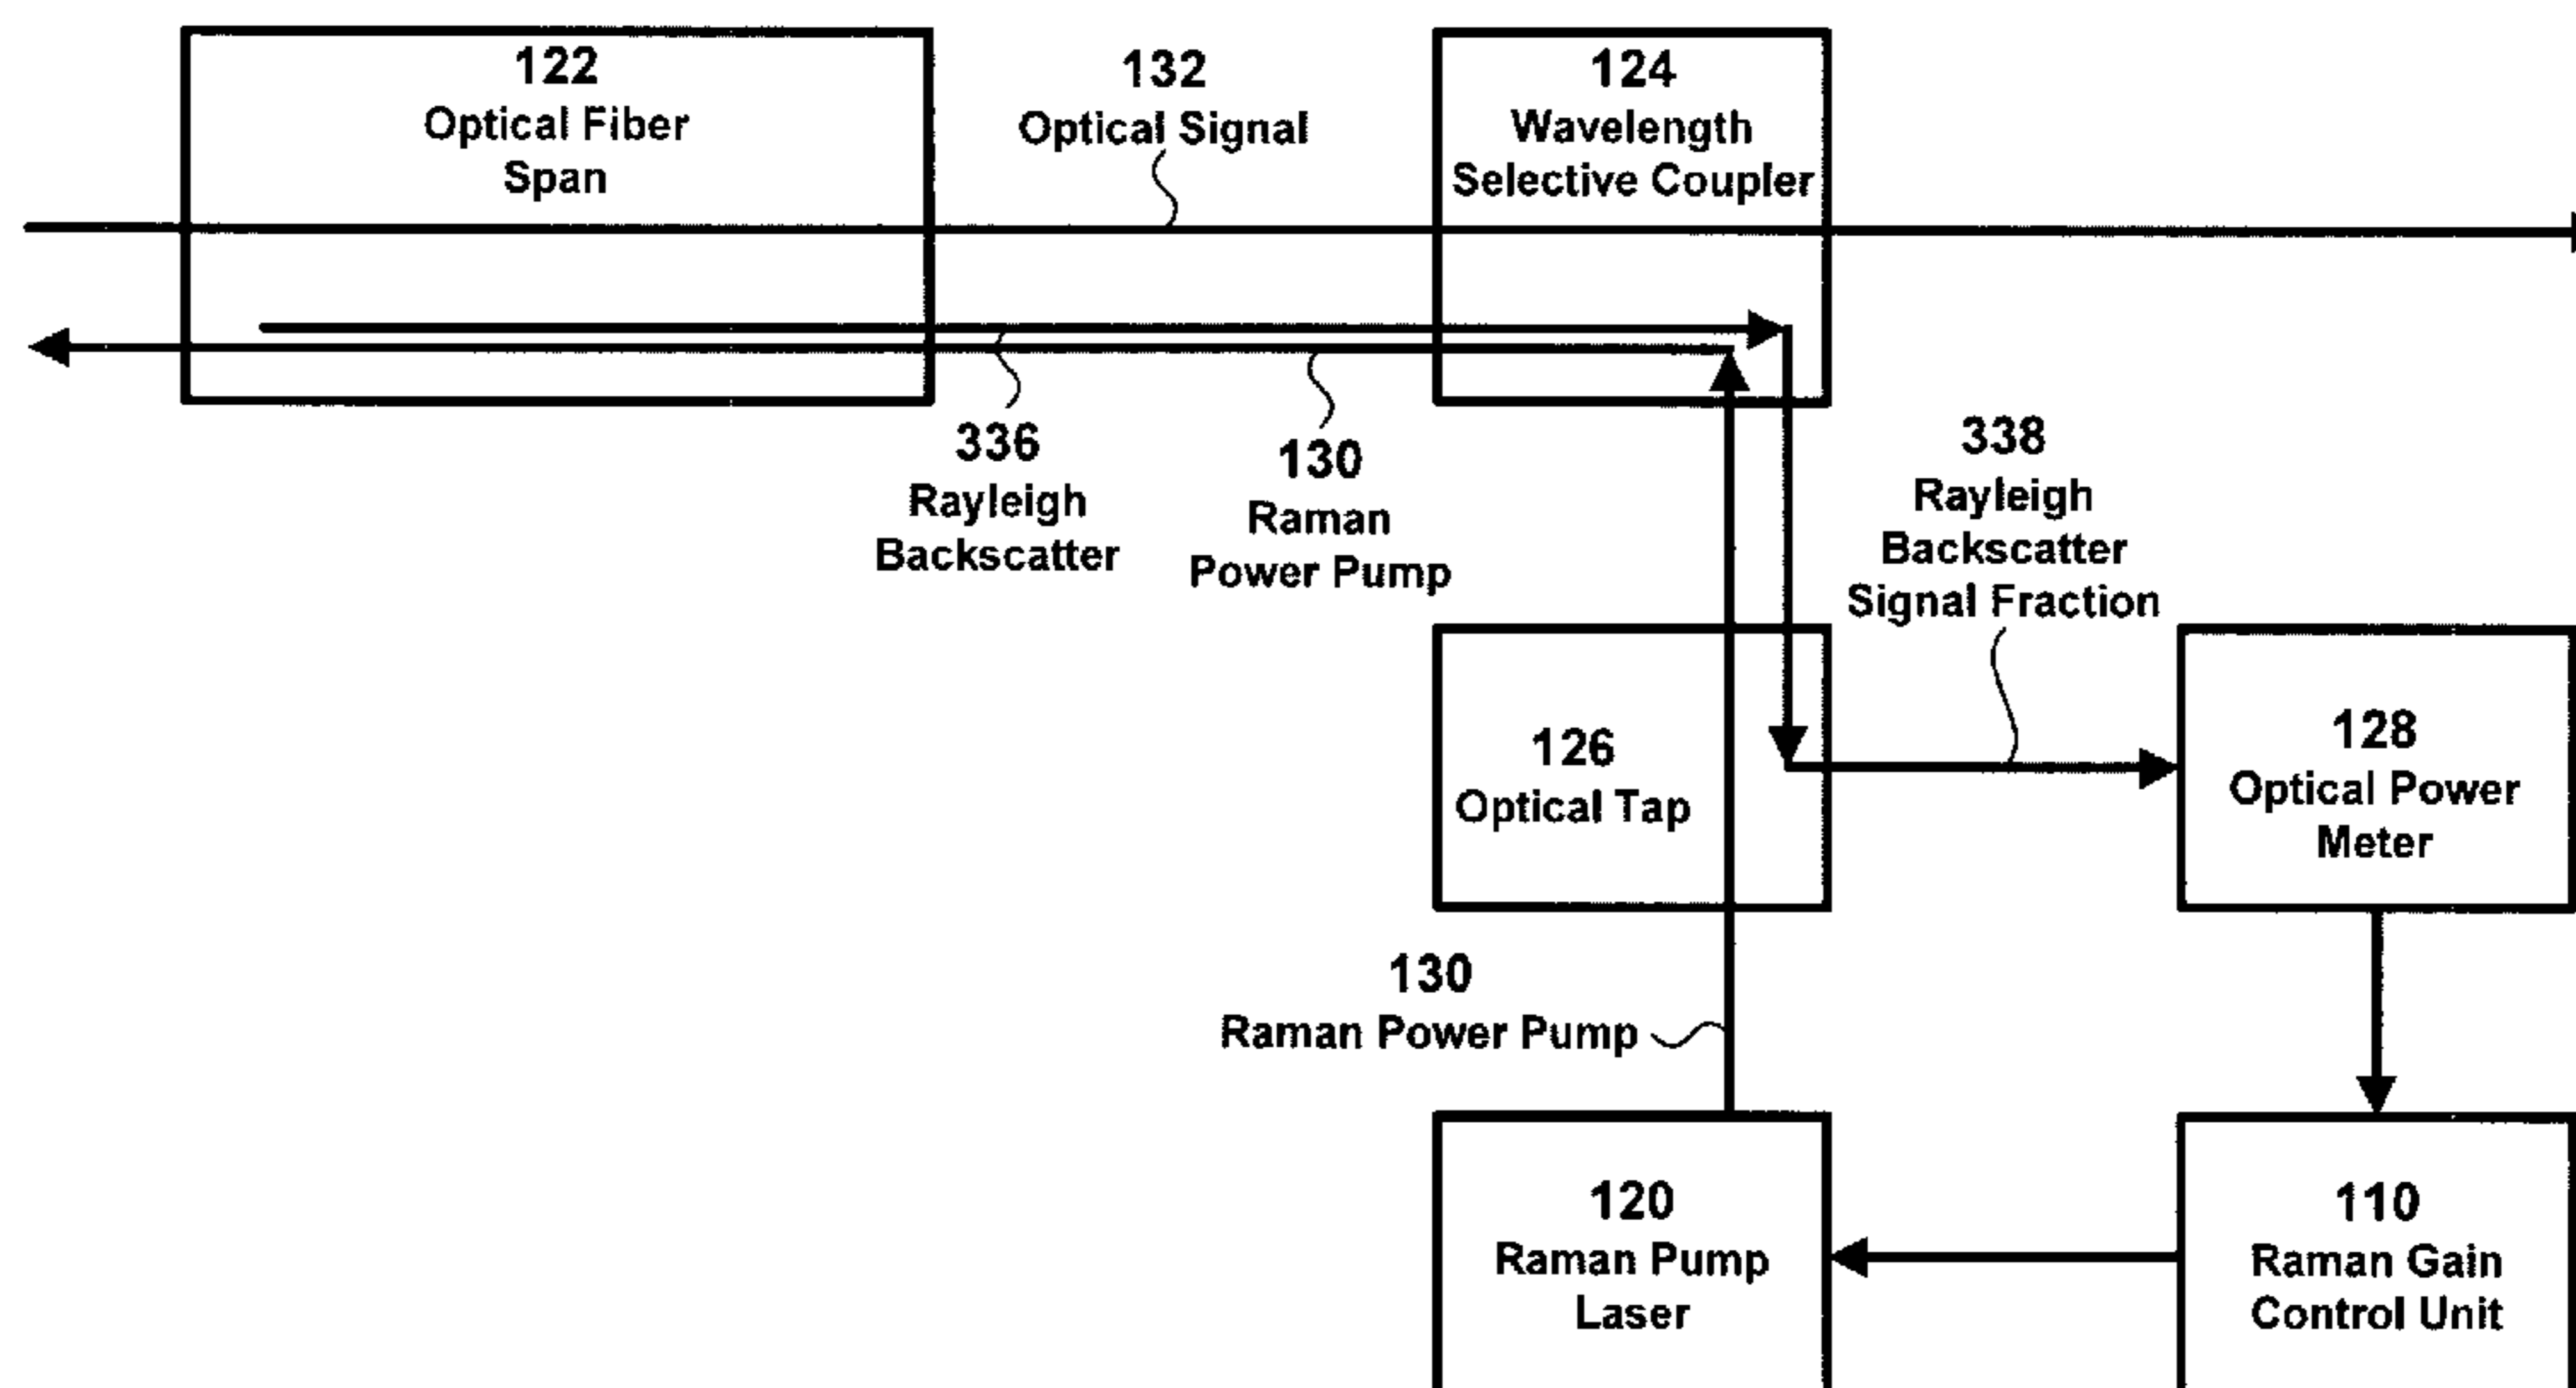 122
Optical Fiber
Span
132
Optical Signal
124
Wavelength
Selective Coupler
336
Rayleigh
Backscatter
130
Raman
Power Pump
338
Rayleigh
Backscatter
Signal Fraction
126
Optical Tap
128
Optical Power
Meter
130
Raman Power Pump
120
Raman Pump
Laser
110
Raman Gain
Control Unit